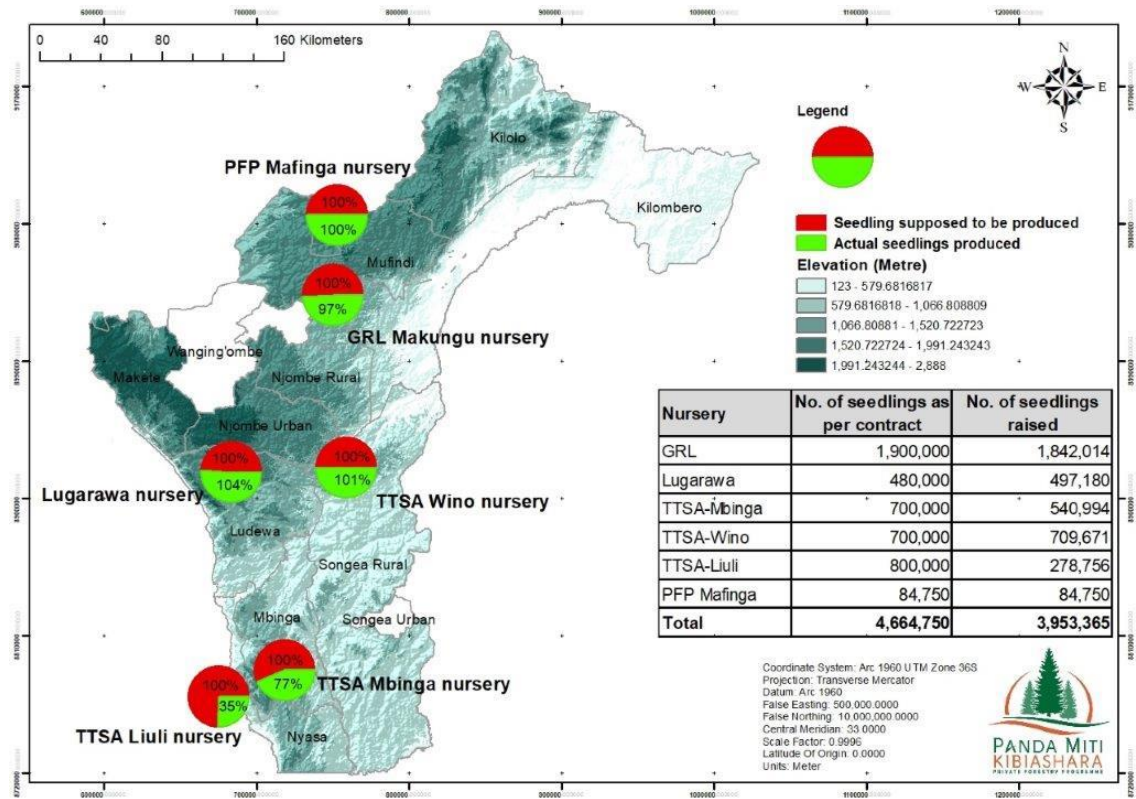 0 40 80 160 Kilometers
N
W E
S
Legend
Seedling supposed to be produced
Actual seedlings produced
Elevation (Metre)
123 - 579.6816817
579.6816818 - 1,066.808809
1,066.80881 - 1,520.722723
1,520.722724 - 1,991.243243
1,991.243244 - 2,888
Kilolo
Kilombero
PFP Mafinga nursery
100%
100%
Mufindi
100%
97%
GRL Makungu nursery
Wanging'ombe
Makete
Njombe Rural
Njombe Urban
100%
104%
Lugarawa nursery
100%
101%
TTSA Wino nursery
Ludewa
Songea Rural
Mbinga
Songea Urban
100%
77%
TTSA Mbinga nursery
100%
35%
TTSA Liuli nursery
Nyasa
Nursery No. of seedlings as per contract No. of seedlings raised
GRL 1,900,000 1,842,014
Lugarawa 480,000 497,180
TTSA-Mbinga 700,000 540,994
TTSA-Wino 700,000 709,671
TTSA-Liuli 800,000 278,756
PFP Mafinga 84,750 84,750
Total 4,664,750 3,953,365
Coordinate System: Arc 1960 UTM Zone 36S
Projection: Transverse Mercator
Datum: Arc 1960
False Easting: 500,000.0000
False Northing: 10,000,000.0000
Central Meridian: 33.0000
Scale Factor: 0.9996
Latitude Of Origin: 0.0000
Units: Meter
PANDA MITI
KIBIASHARA
PRIVATE FORESTRY PROGRAMME